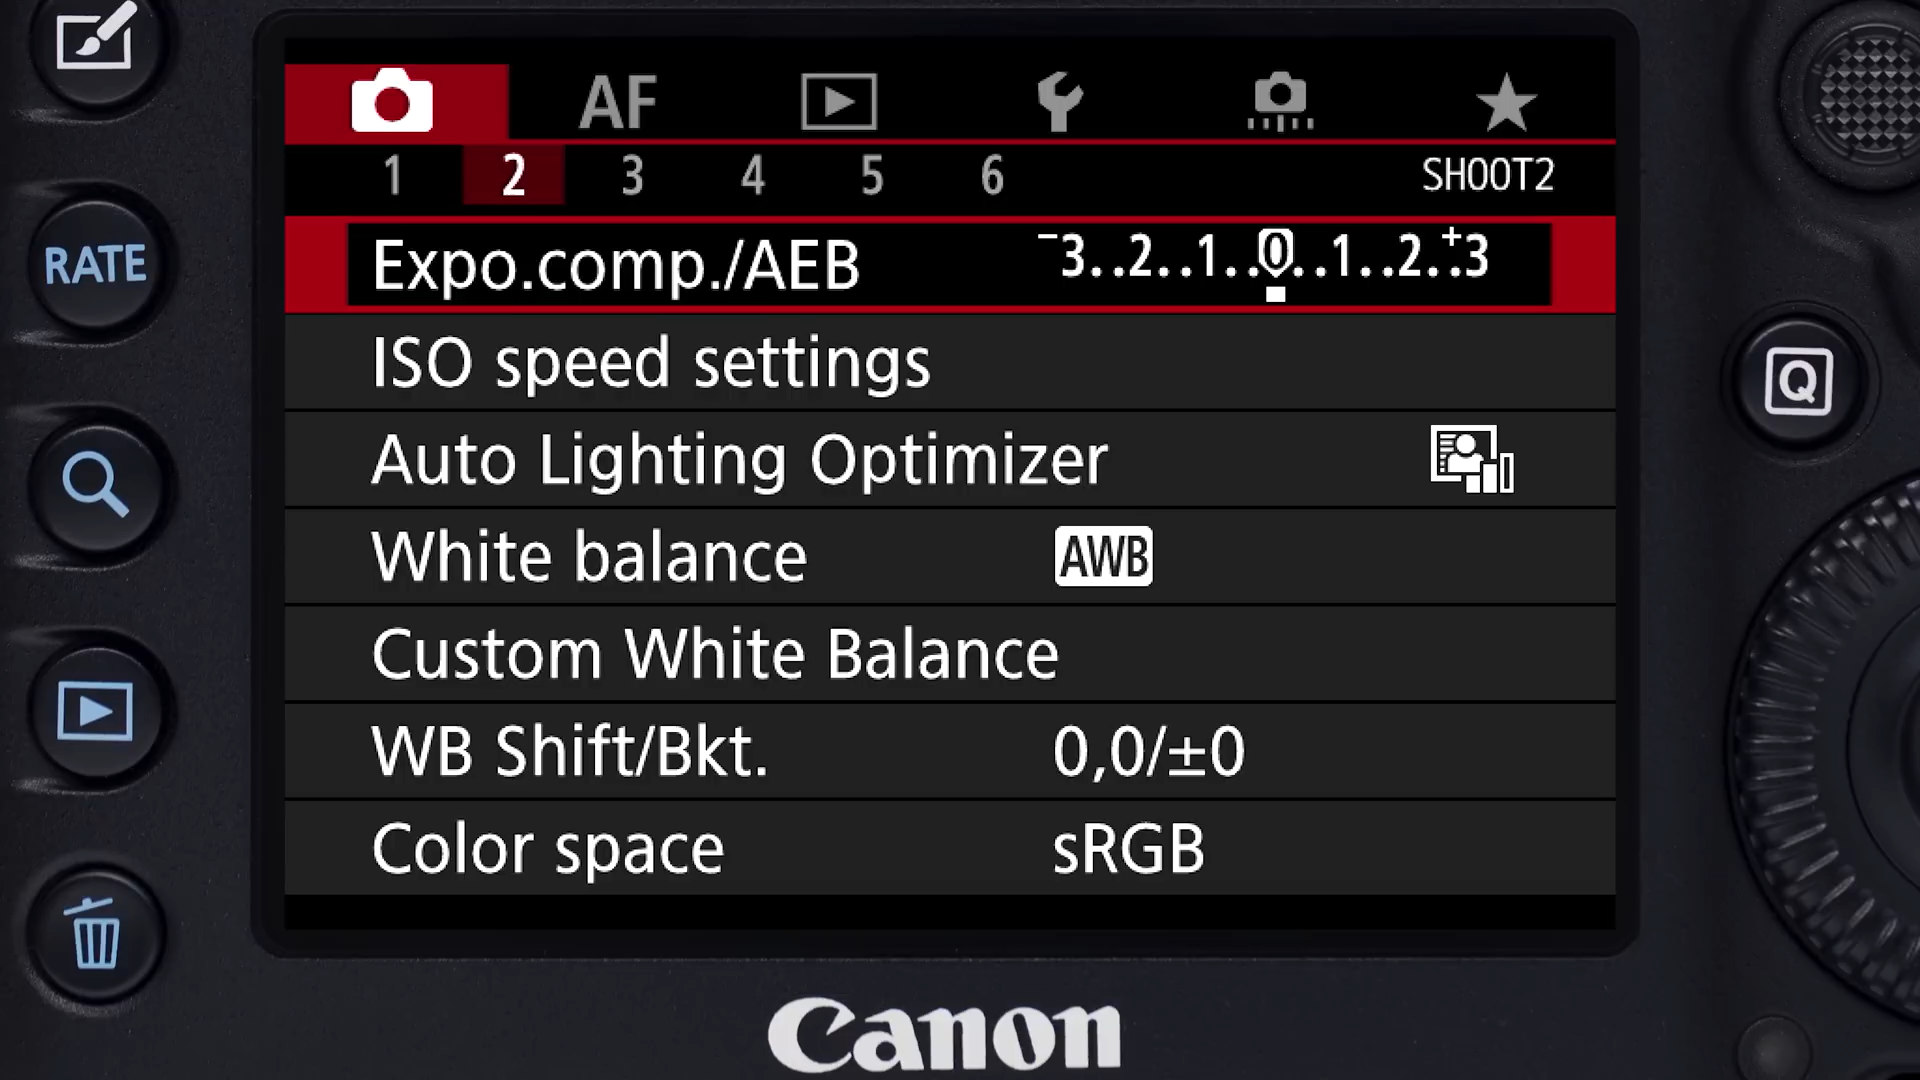 AF
1 2 3 4 5 6 SHOOT2
Expo.comp./AEB -3..2..1..0..1..2..+3
ISO speed settings
Auto Lighting Optimizer
White balance AWB
Custom White Balance
WB Shift/Bkt. 0,0/±0
Color space sRGB
RATE
Q
Canon